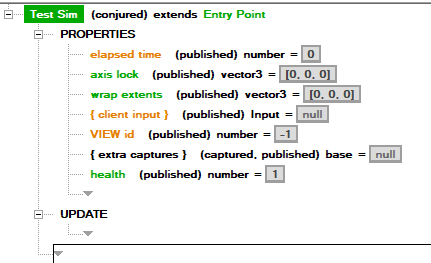 Test Sim (conjured) extends Entry Point
PROPERTIES
elapsed time (published) number = 0
axis lock (published) vector3 = [0, 0, 0]
wrap extents (published) vector3 = [0, 0, 0]
{ client input } (published) Input = null
VIEW id (published) number = -1
{ extra captures } (captured, published) base = null
health (published) number = 1
UPDATE